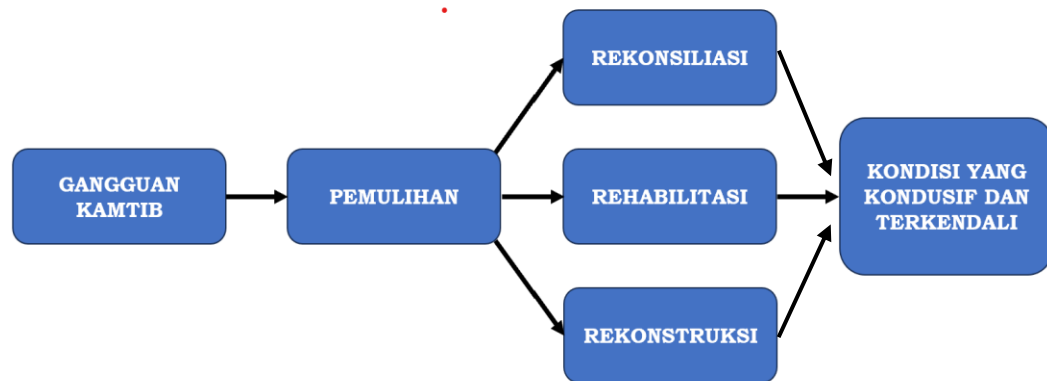 GANGGUAN
KAMTIB
PEMULIHAN
REKONSILIASI
REHABILITASI
REKONSTRUKSI
KONDISI YANG
KONDUSIF DAN
TERKENDALI